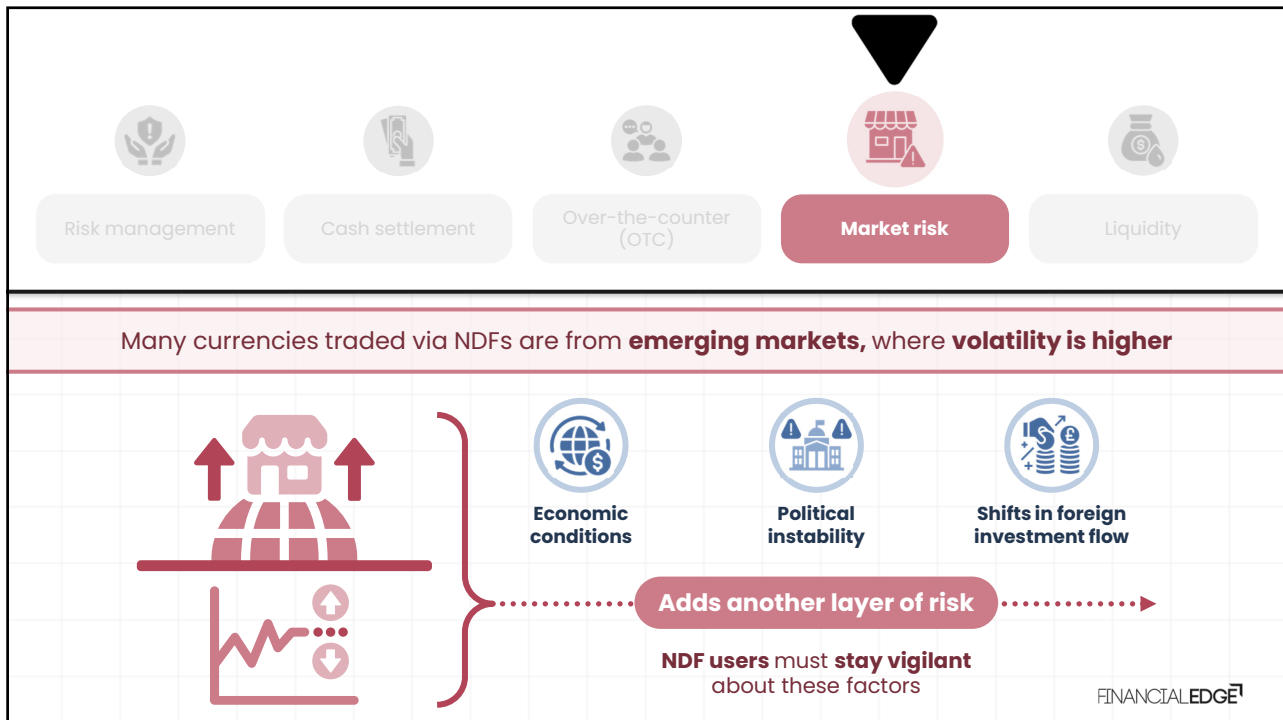 Risk management
Cash settlement
Over-the-counter
(OTC)
Market risk
Liquidity
Many currencies traded via NDFs are from emerging markets, where volatility is higher
Economic
conditions
Political
instability
Shifts in foreign
investment flow
Adds another layer of risk
NDF users must stay vigilant
about these factors
FINANCIALEDGE